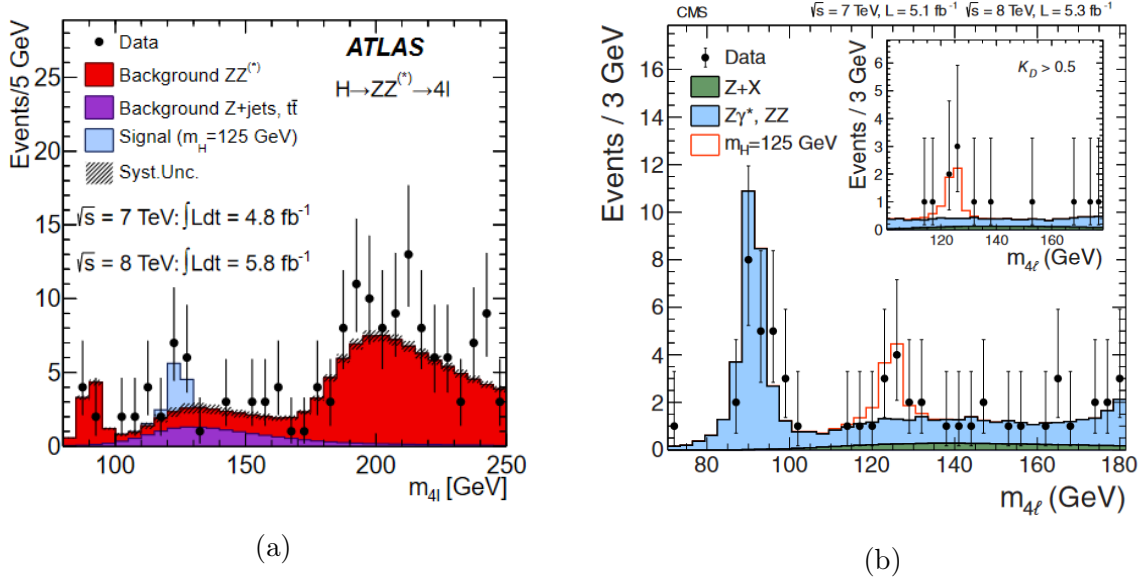 Events/5 GeV
25
20
15
10
5
0
Data
Background ZZ(*)
Background Z+jets, tt̄
Signal (mH=125 GeV)
Syst.Unc.
ATLAS
H→ZZ(*)→4l
√s = 7 TeV: ∫Ldt = 4.8 fb-1
√s = 8 TeV: ∫Ldt = 5.8 fb-1
100 150 200 250
m4l [GeV]
(a)
CMS √s = 7 TeV, L = 5.1 fb-1 √s = 8 TeV, L = 5.3 fb-1
Events / 3 GeV
16
14
12
10
8
6
4
2
0
Data
Z+X
Zγ*, ZZ
mH=125 GeV
Events / 3 GeV
6
5
4
3
2
1
0
KD > 0.5
120 140 160
m4ℓ (GeV)
80 100 120 140 160 180
m4ℓ (GeV)
(b)